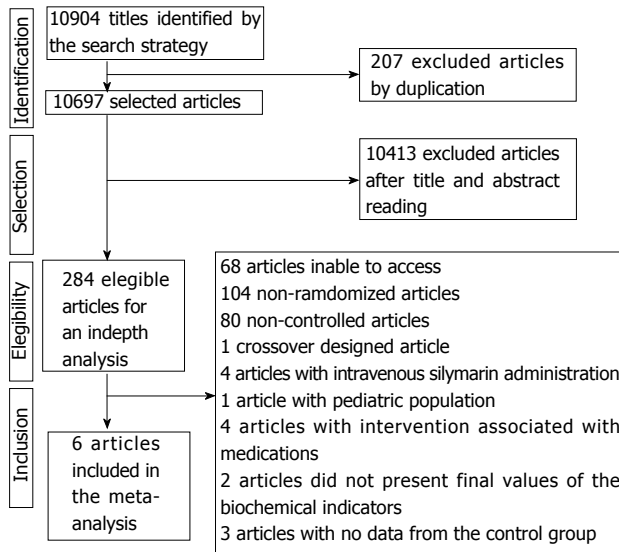 Identification
10904 titles identified by
the search strategy
207 excluded articles
by duplication
10697 selected articles
Selection
10413 excluded articles
after title and abstract
reading
Elegibility
284 elegible
articles for
an indepth
analysis
68 articles inable to access
104 non-ramdomized articles
80 non-controlled articles
1 crossover designed article
4 articles with intravenous silymarin administration
1 article with pediatric population
4 articles with intervention associated with
medications
2 articles did not present final values of the
biochemical indicators
3 articles with no data from the control group
Inclusion
6 articles
included in
the meta-
analysis